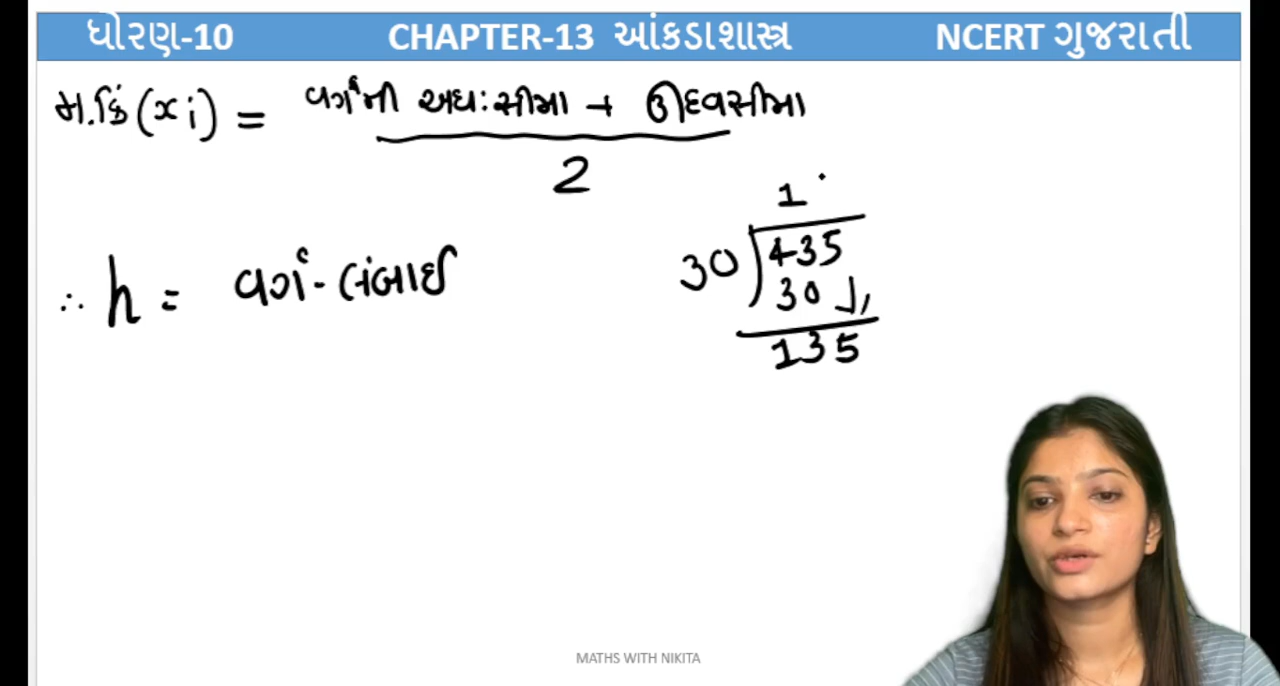 ધોરણ-10 CHAPTER-13 આંકડાશાસ્ત્ર NCERT ગુજરાતી
મ.કિં (xi) = વર્ગની અધઃસીમા + ઊર્ધ્વસીમા
2
1
30 435
30
135
∴ h = વર્ગ-લંબાઈ
MATHS WITH NIKITA